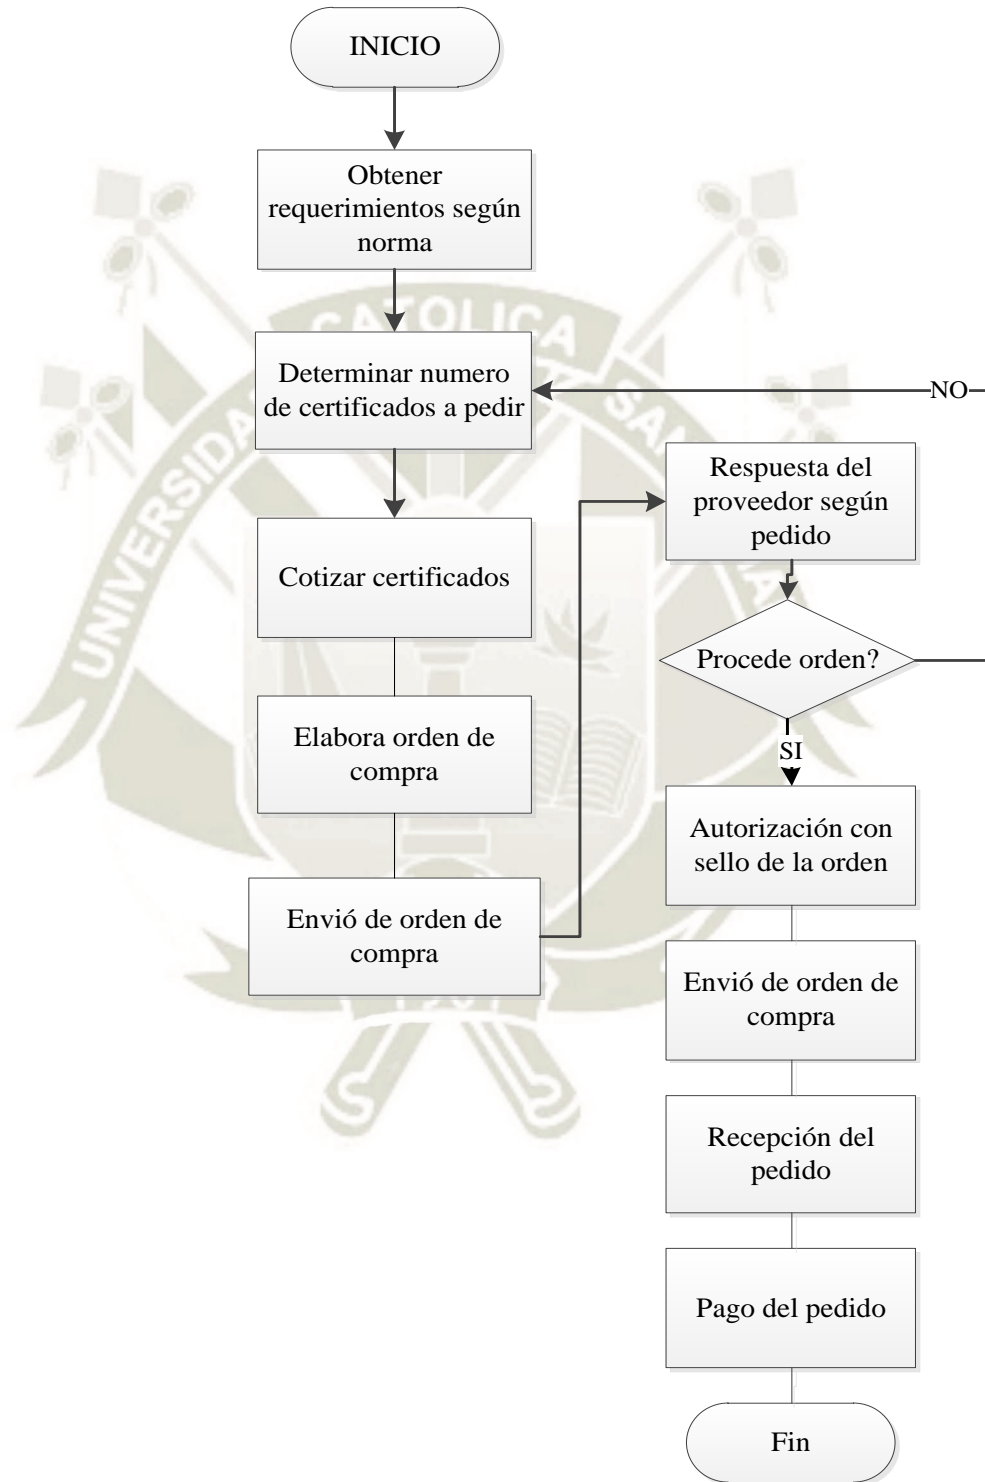 INICIO
Obtener
requerimientos según
norma
Determinar numero
de certificados a pedir
Cotizar certificados
Elabora orden de
compra
Envió de orden de
compra
Respuesta del
proveedor según
pedido
Procede orden?
NO
SI
Autorización con
sello de la orden
Envió de orden de
compra
Recepción del
pedido
Pago del pedido
Fin
UNIVERSIDAD CATOLICA